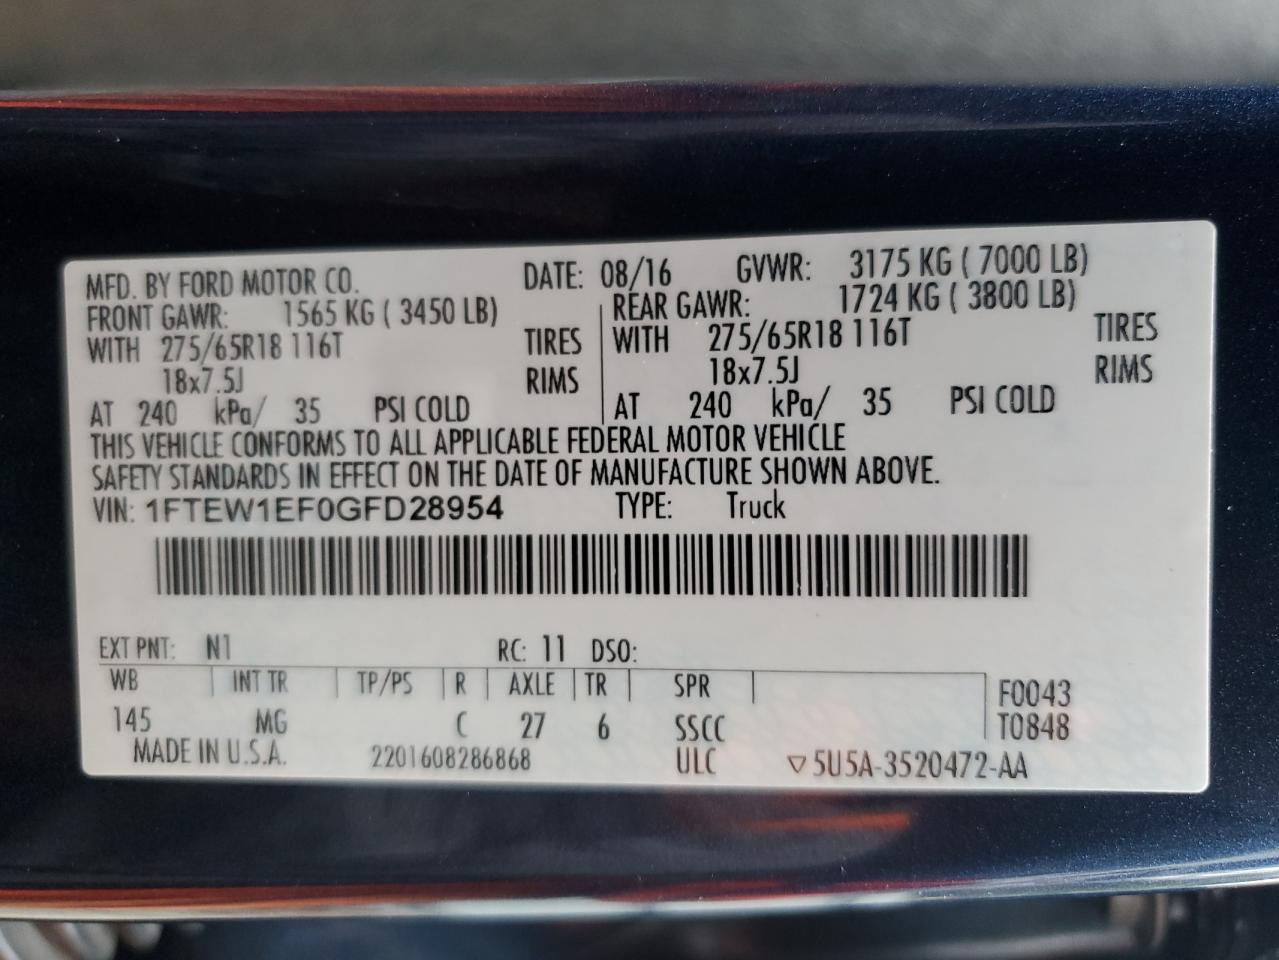 MFD. BY FORD MOTOR CO. DATE: 08/16 GVWR: 3175 KG ( 7000 LB)
FRONT GAWR: 1565 KG ( 3450 LB) REAR GAWR: 1724 KG ( 3800 LB)
WITH 275/65R18 116T TIRES WITH 275/65R18 116T TIRES
18x7.5J RIMS 18x7.5J RIMS
AT 240 kPa/ 35 PSI COLD AT 240 kPa/ 35 PSI COLD
THIS VEHICLE CONFORMS TO ALL APPLICABLE FEDERAL MOTOR VEHICLE
SAFETY STANDARDS IN EFFECT ON THE DATE OF MANUFACTURE SHOWN ABOVE.
VIN: 1FTEW1EF0GFD28954 TYPE: Truck
EXT PNT: N1 RC: 11 DSO:
WB INT TR TP/PS R AXLE TR SPR F0043
145 MG C 27 6 SSCC T0848
MADE IN U.S.A. 2201608286868 ULC ▽5U5A-3520472-AA